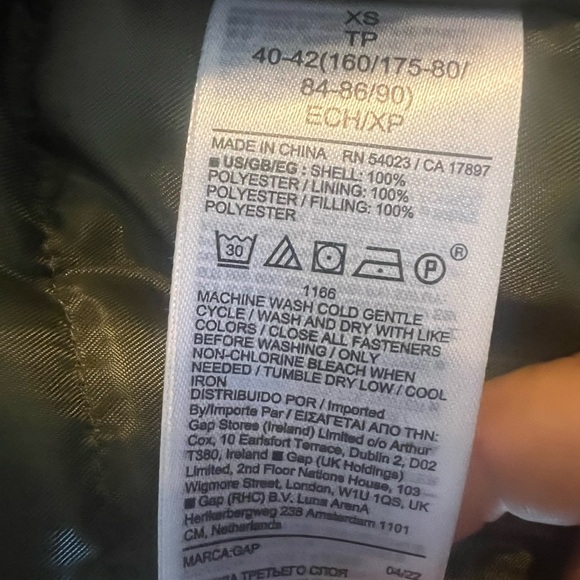 XS
TP
40-42(160/175-80/
84-86/90)
ECH/XP
MADE IN CHINA RN 54023 / CA 17897
■ US/GB/EG : SHELL: 100%
POLYESTER / LINING: 100%
POLYESTER / FILLING: 100%
POLYESTER
30
P
®
1166
MACHINE WASH COLD GENTLE
CYCLE / WASH AND DRY WITH LIKE
COLORS / CLOSE ALL FASTENERS
BEFORE WASHING / ONLY
NON-CHLORINE BLEACH WHEN
NEEDED / TUMBLE DRY LOW / COOL
IRON
DISTRIBUIDO POR / Imported
By/Importe Par / ΕΙΣΑΓΕΤΑΙ ΑΠΟ ΤΗΝ:
Gap Stores (Ireland) Limited c/o Arthur
Cox, 10 Earlsfort Terrace, Dublin 2, D02
T380, Ireland ■ Gap (UK Holdings)
Limited, 2nd Floor Nations House, 103
Wigmore Street, London, W1U 1QS, UK
■ Gap (RHC) B.V. Luna ArenA
Herikerbergweg 238 Amsterdam 1101
CM, Netherlands
MARCA:GAP
ТРЕТЬЕГО СЛОЯ 04/22